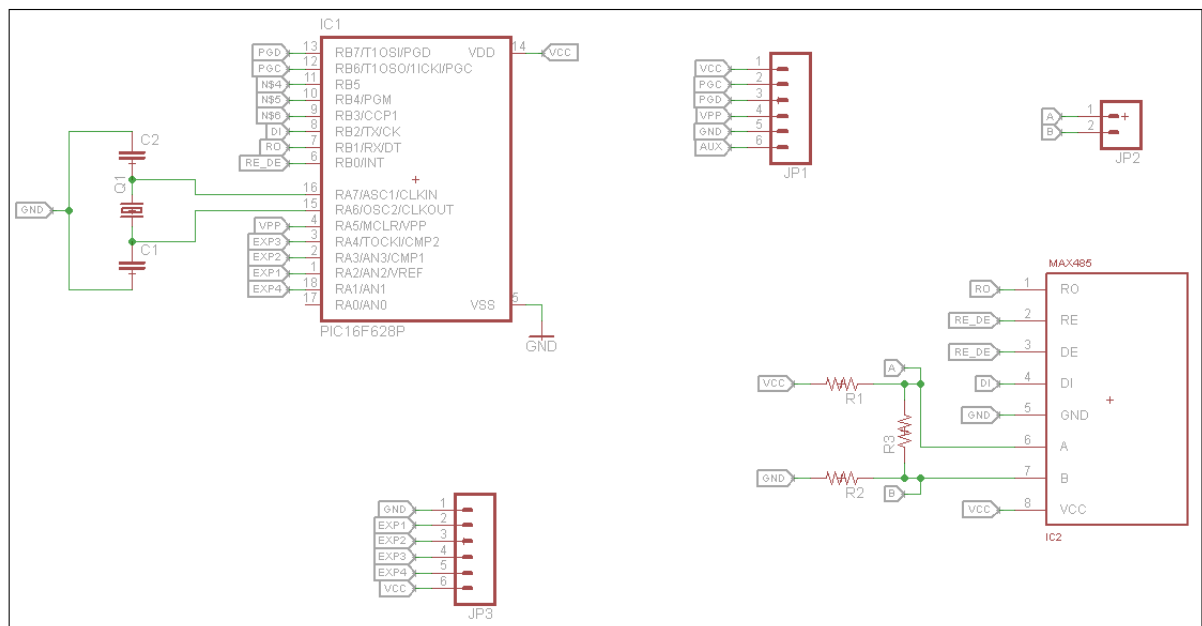 IC1
PGD 13 RB7/T1OSI/PGD VDD 14 VCC
PGC 12 RB6/T1OSO/1ICKI/PGC
N$4 11 RB5
N$5 10 RB4/PGM
N$6 9 RB3/CCP1
DI 8 RB2/TX/CK
RO 7 RB1/RX/DT
RE_DE 6 RB0/INT
16 RA7/ASC1/CLKIN
15 RA6/OSC2/CLKOUT
VPP 4 RA5/MCLR/VPP
EXP3 3 RA4/TOCKI/CMP2
EXP2 2 RA3/AN3/CMP1
EXP1 1 RA2/AN2/VREF
EXP4 18 RA1/AN1
17 RA0/AN0 VSS 5
PIC16F628P
GND
C2
Q1
GND
C1
VCC 1
PGC 2
PGD 3
VPP 4
GND 5
AUX 6
JP1
A 1
B 2
JP2
MAX485
RO 1 RO
RE_DE 2 RE
RE_DE 3 DE
DI 4 DI
GND 5 GND
6 A
7 B
VCC 8 VCC
IC2
A
VCC R1
R3
GND R2
B
GND 1
EXP1 2
EXP2 3
EXP3 4
EXP4 5
VCC 6
JP3